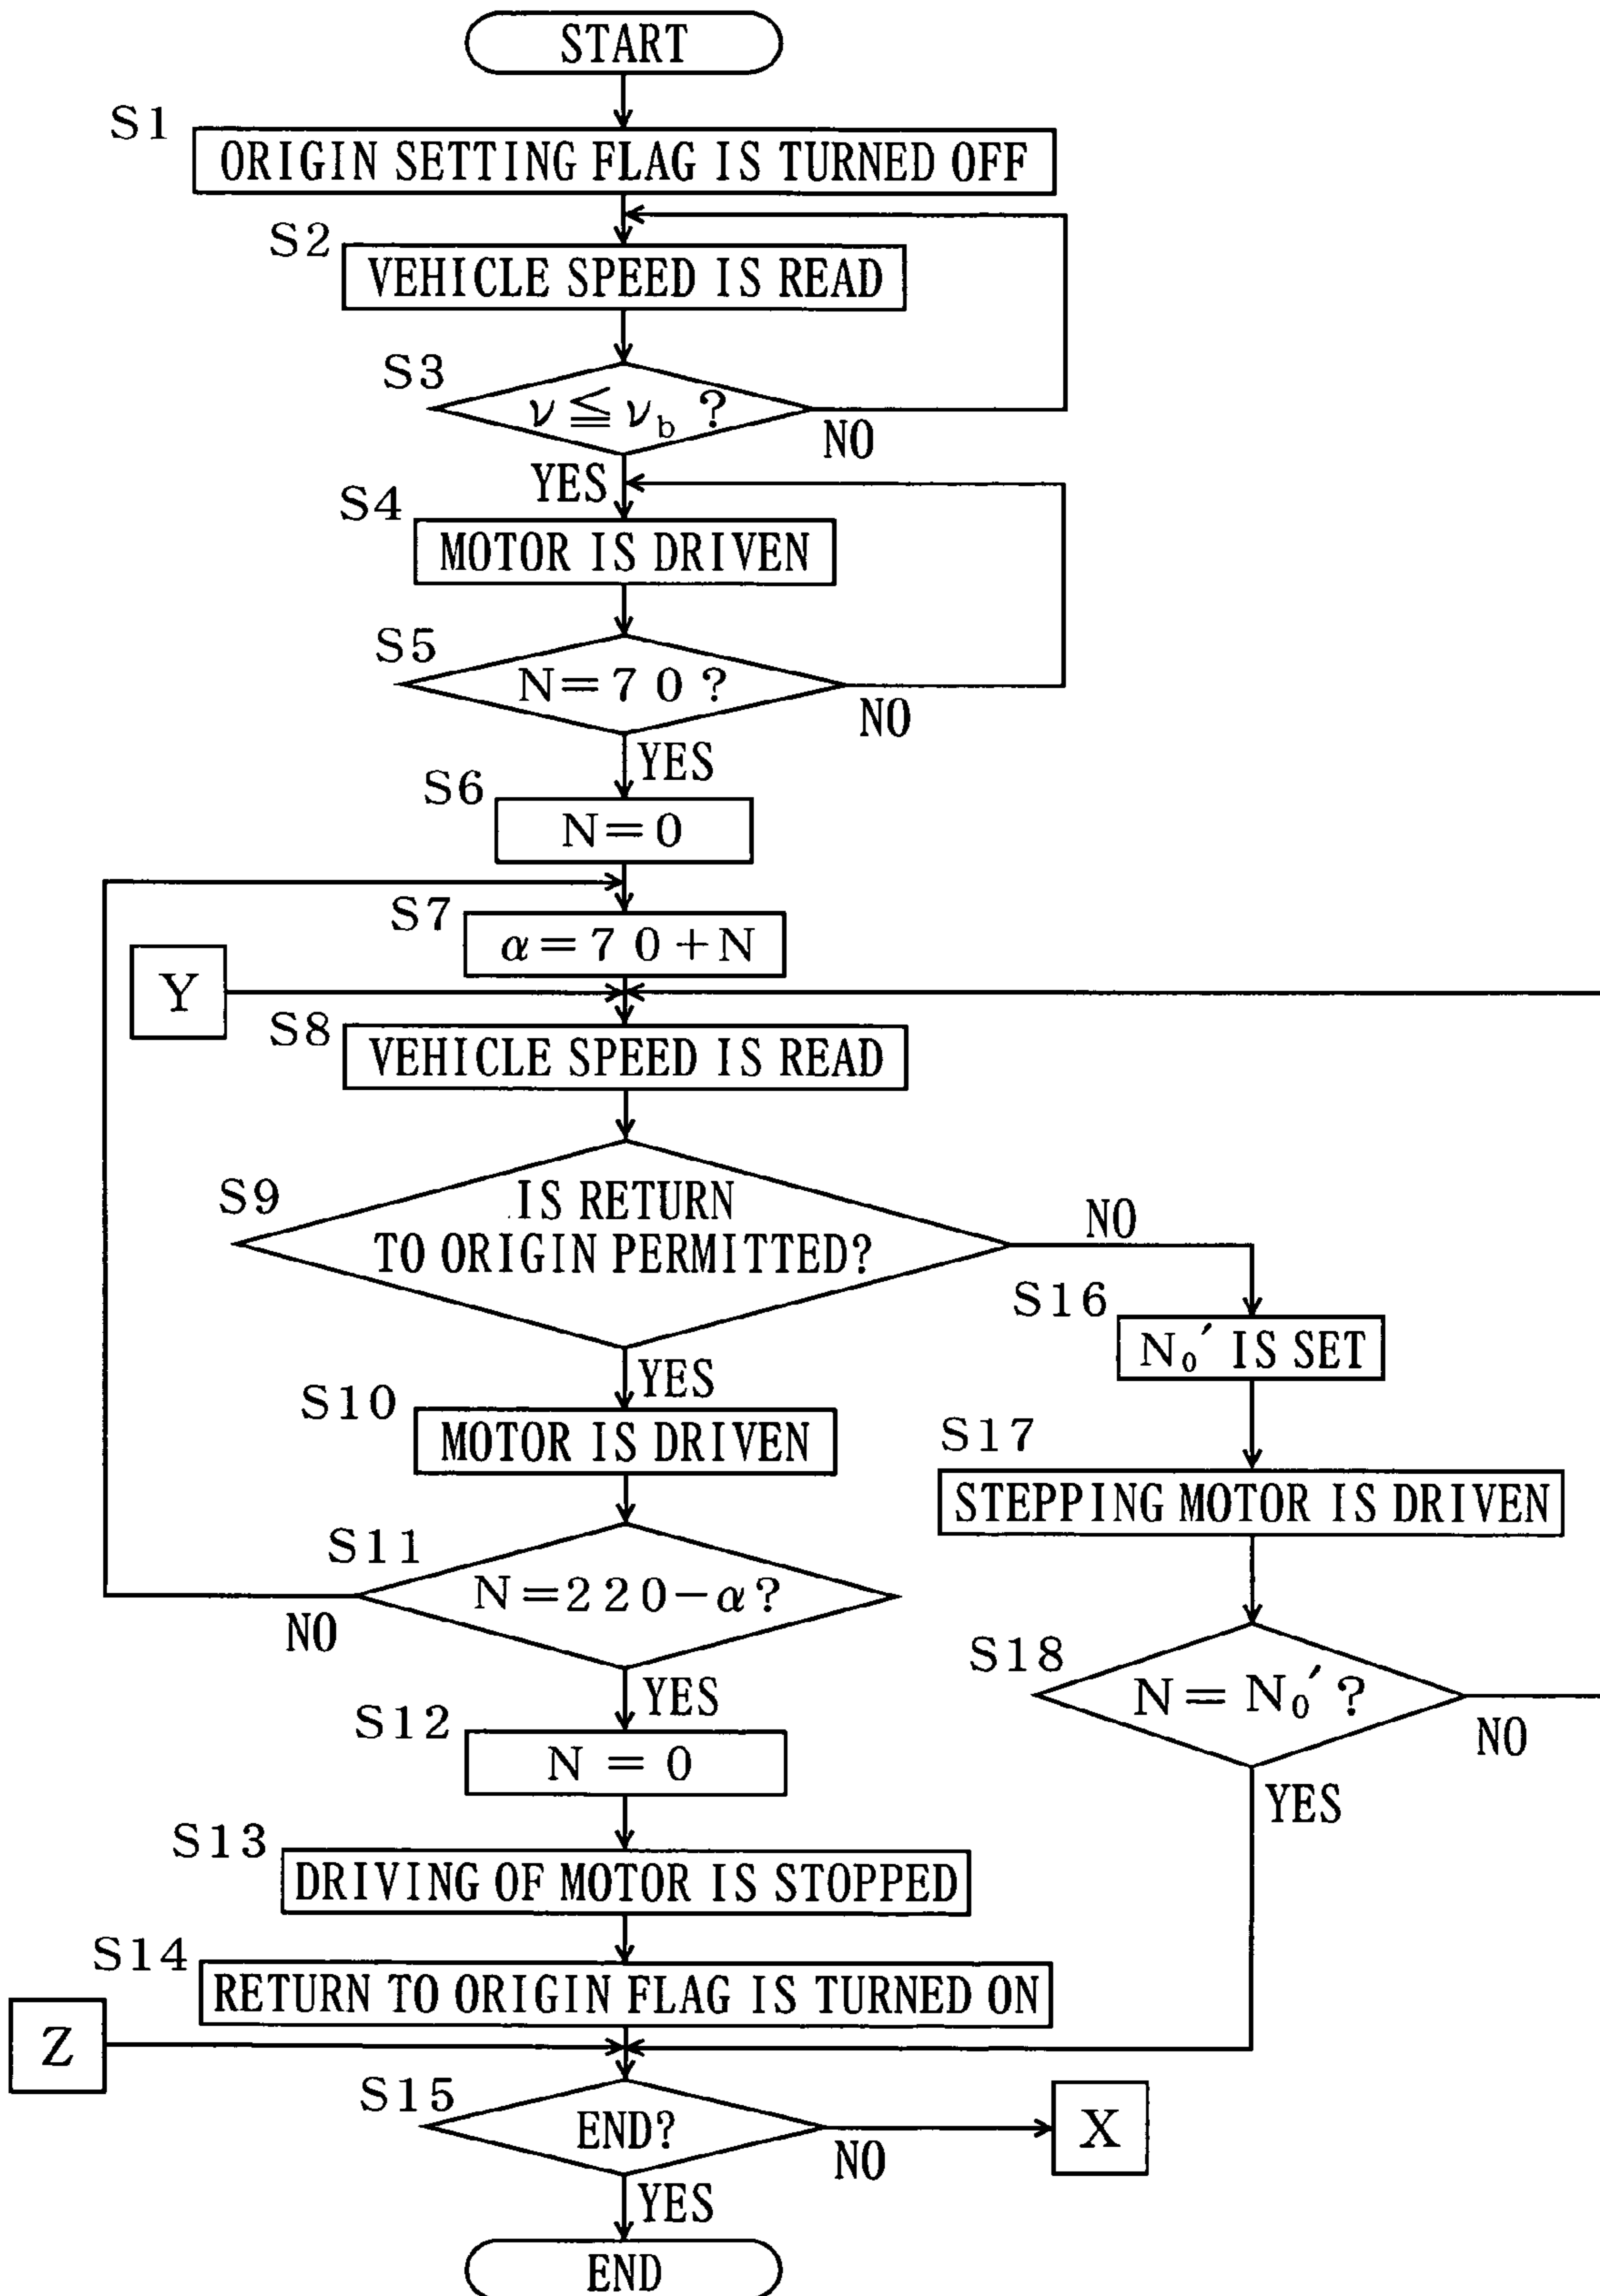 START
S1
ORIGIN SETTING FLAG IS TURNED OFF
S2
VEHICLE SPEED IS READ
S3
ν ≦ νb ?
NO
YES
S4
MOTOR IS DRIVEN
S5
N=70?
NO
YES
S6
N=0
S7
α=70+N
Y
S8
VEHICLE SPEED IS READ
S9
IS RETURN
TO ORIGIN PERMITTED?
NO
YES
S16
N₀′ IS SET
S10
MOTOR IS DRIVEN
S17
STEPPING MOTOR IS DRIVEN
S11
N=220−α?
NO
YES
S18
N=N₀′?
NO
YES
S12
N = 0
S13
DRIVING OF MOTOR IS STOPPED
S14
RETURN TO ORIGIN FLAG IS TURNED ON
Z
S15
END?
NO
X
YES
END